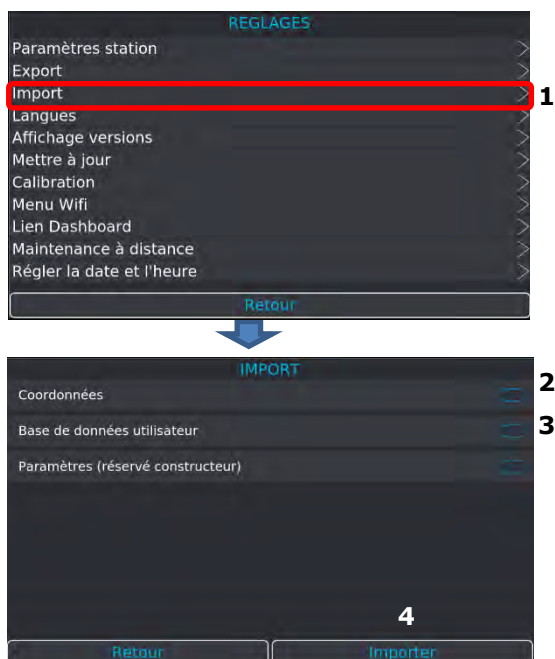 REGLAGES
Paramètres station
Export
Import
1
Langues
Affichage versions
Mettre à jour
Calibration
Menu Wifi
Lien Dashboard
Maintenance à distance
Régler la date et l'heure
Retour
IMPORT
Coordonnées
2
Base de données utilisateur
3
Paramètres (réservé constructeur)
4
Retour
Importer